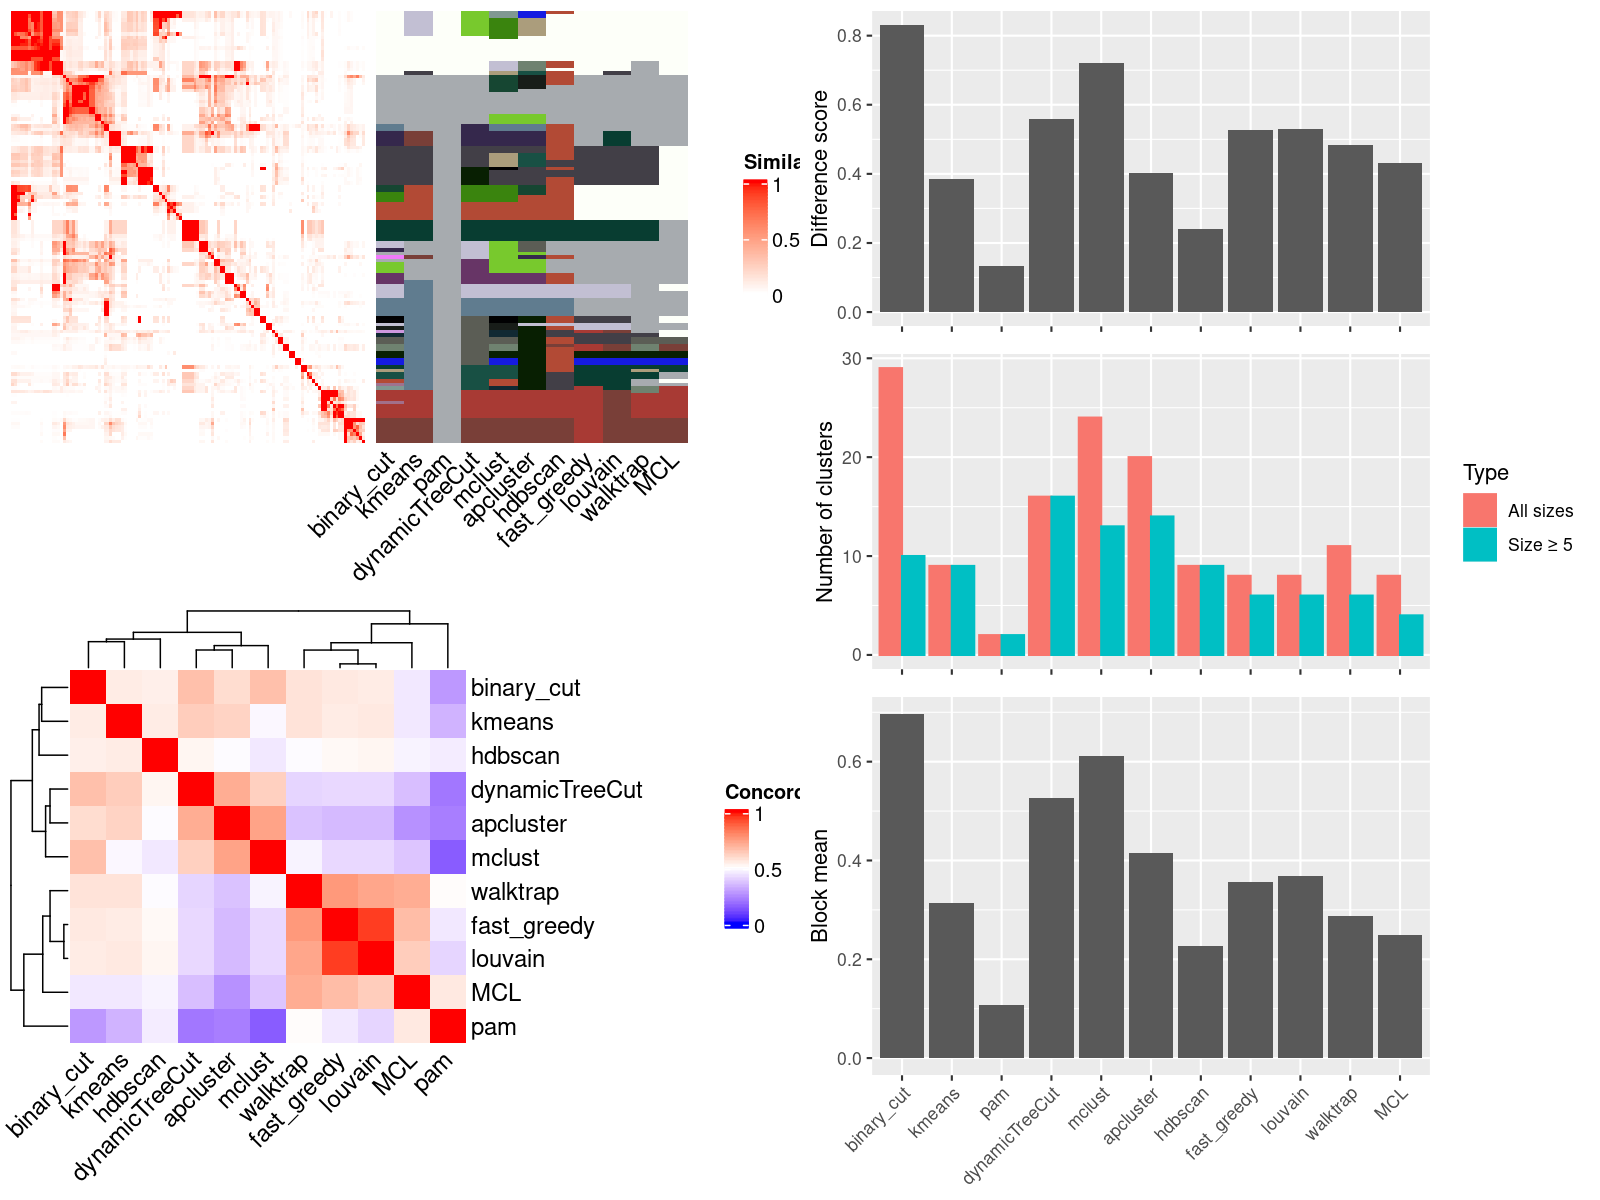 Simila
1
0.5
0
binary_cut
kmeans
pam
dynamicTreeCut
mclust
apcluster
hdbscan
fast_greedy
louvain
walktrap
MCL
binary_cut
kmeans
hdbscan
dynamicTreeCut
apcluster
mclust
walktrap
fast_greedy
louvain
MCL
pam
binary_cut
kmeans
hdbscan
dynamicTreeCut
apcluster
mclust
walktrap
fast_greedy
louvain
MCL
pam
Concord
1
0.5
0
Difference score
0.8
0.6
0.4
0.2
0.0
Number of clusters
30
20
10
0
Type
All sizes
Size ≥ 5
Block mean
0.6
0.4
0.2
0.0
binary_cut
kmeans
pam
dynamicTreeCut
mclust
apcluster
hdbscan
fast_greedy
louvain
walktrap
MCL